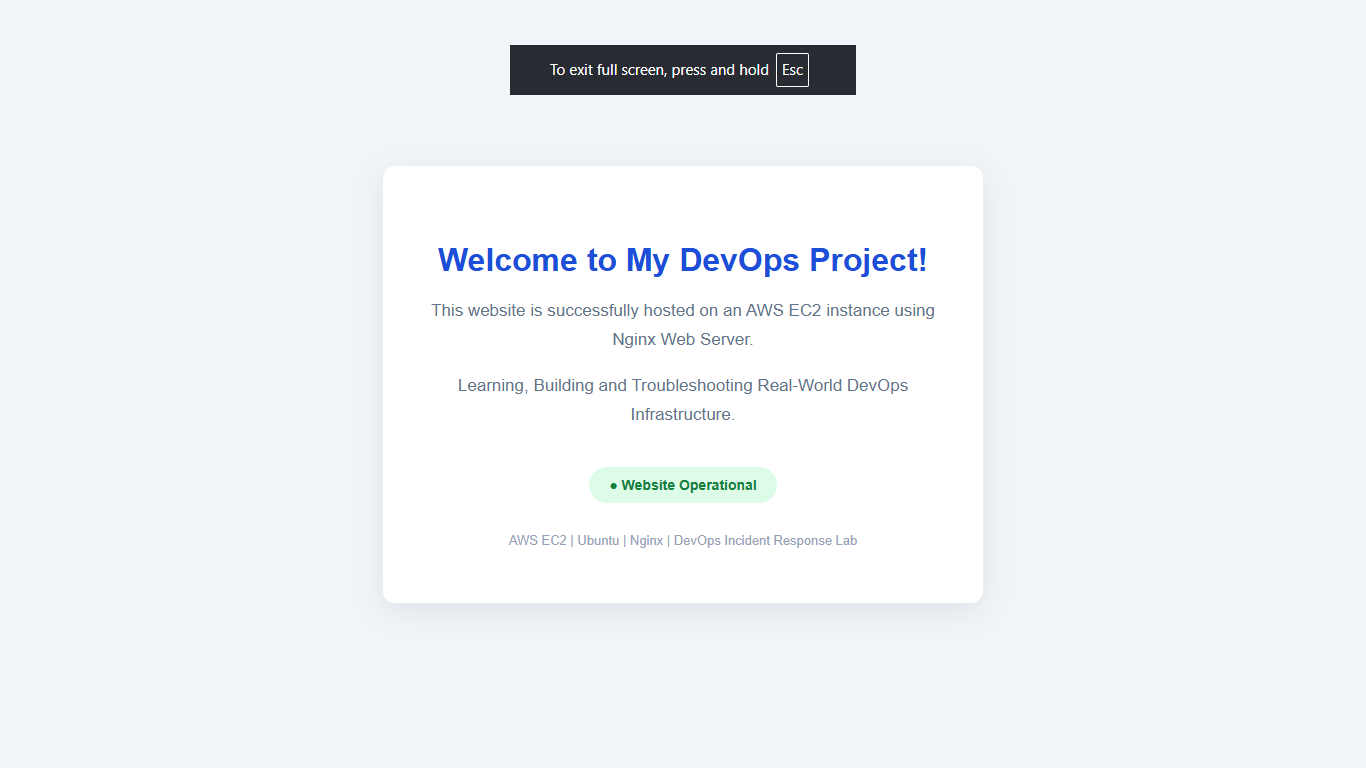 To exit full screen, press and hold Esc
Welcome to My DevOps Project!
This website is successfully hosted on an AWS EC2 instance using
Nginx Web Server.
Learning, Building and Troubleshooting Real-World DevOps
Infrastructure.
● Website Operational
AWS EC2 | Ubuntu | Nginx | DevOps Incident Response Lab